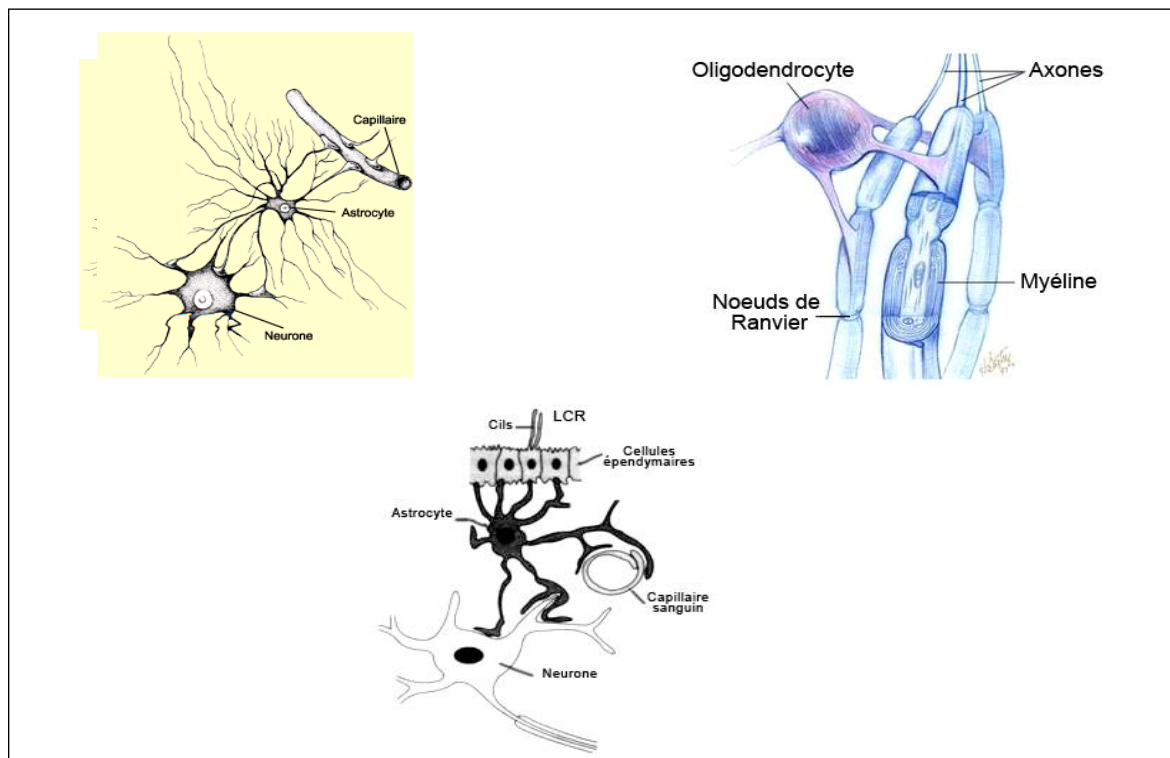 Capillaire
Astrocyte
Neurone
Oligodendrocyte
Axones
Noeuds de
Ranvier
Myéline
Cils
LCR
Cellules
épendymaires
Astrocyte
Capillaire
sanguin
Neurone